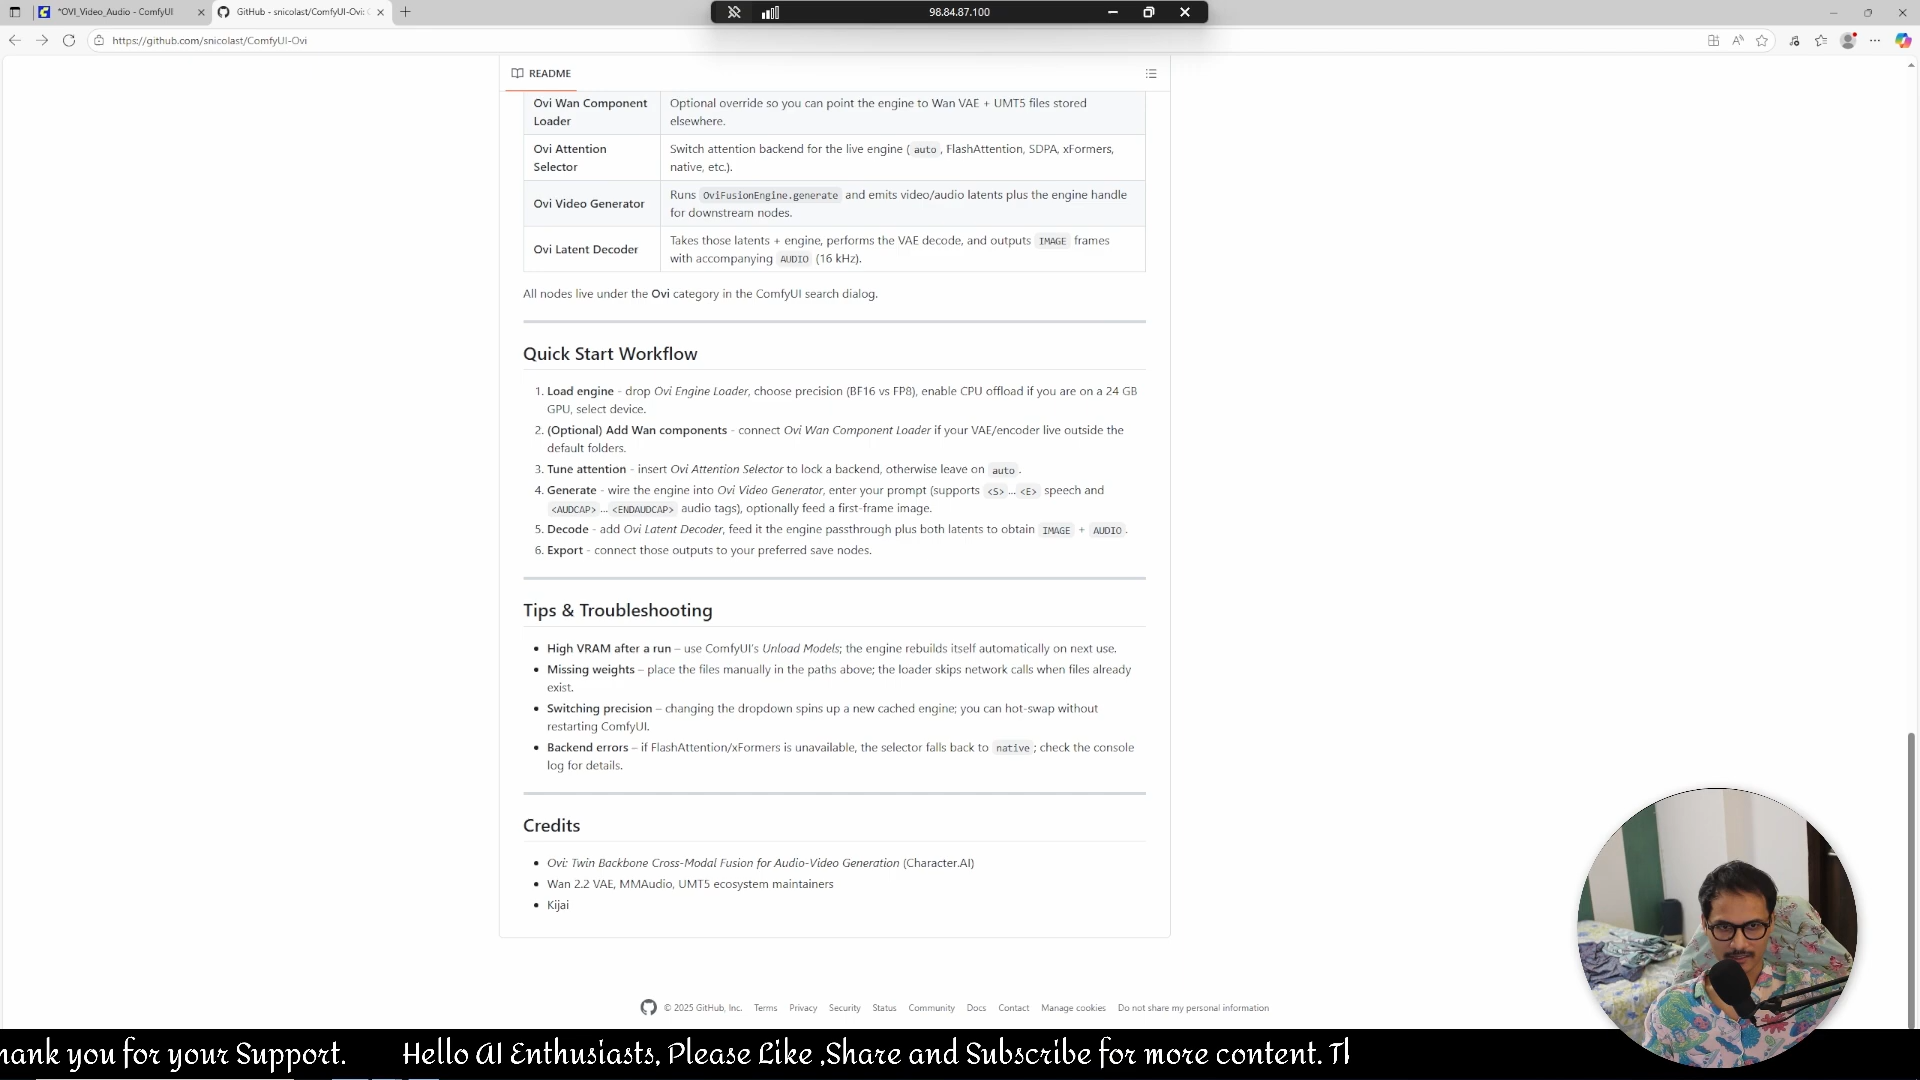 *OVI_Video_Audio - ComfyUI
GitHub - snicolast/ComfyUI-Ovi:
98.84.87.100
https://github.com/snicolast/ComfyUI-Ovi
README
Ovi Wan Component Loader
Optional override so you can point the engine to Wan VAE + UMT5 files stored
elsewhere.
Ovi Attention Selector
Switch attention backend for the live engine (auto, FlashAttention, SDPA, xFormers,
native, etc.).
Ovi Video Generator
Runs OviFusionEngine.generate and emits video/audio latents plus the engine handle
for downstream nodes.
Ovi Latent Decoder
Takes those latents + engine, performs the VAE decode, and outputs IMAGE frames
with accompanying AUDIO (16 kHz).
All nodes live under the Ovi category in the ComfyUI search dialog.
Quick Start Workflow
1. Load engine - drop Ovi Engine Loader, choose precision (BF16 vs FP8), enable CPU offload if you are on a 24 GB
GPU, select device.
2. (Optional) Add Wan components - connect Ovi Wan Component Loader if your VAE/encoder live outside the
default folders.
3. Tune attention - insert Ovi Attention Selector to lock a backend, otherwise leave on auto.
4. Generate - wire the engine into Ovi Video Generator, enter your prompt (supports <S>…<E> speech and
<AUDCAP>…<ENDAUDCAP> audio tags), optionally feed a first-frame image.
5. Decode - add Ovi Latent Decoder, feed it the engine passthrough plus both latents to obtain IMAGE + AUDIO.
6. Export - connect those outputs to your preferred save nodes.
Tips & Troubleshooting
• High VRAM after a run – use ComfyUI's Unload Models; the engine rebuilds itself automatically on next use.
• Missing weights – place the files manually in the paths above; the loader skips network calls when files already
exist.
• Switching precision – changing the dropdown spins up a new cached engine; you can hot-swap without
restarting ComfyUI.
• Backend errors – if FlashAttention/xFormers is unavailable, the selector falls back to native; check the console
log for details.
Credits
• Ovi: Twin Backbone Cross-Modal Fusion for Audio-Video Generation (Character.AI)
• Wan 2.2 VAE, MMAudio, UMT5 ecosystem maintainers
• Kijai
© 2025 GitHub, Inc. Terms Privacy Security Status Community Docs Contact Manage cookies Do not share my personal information
hank you for your Support. Hello AI Enthusiasts, Please Like ,Share and Subscribe for more content. Th